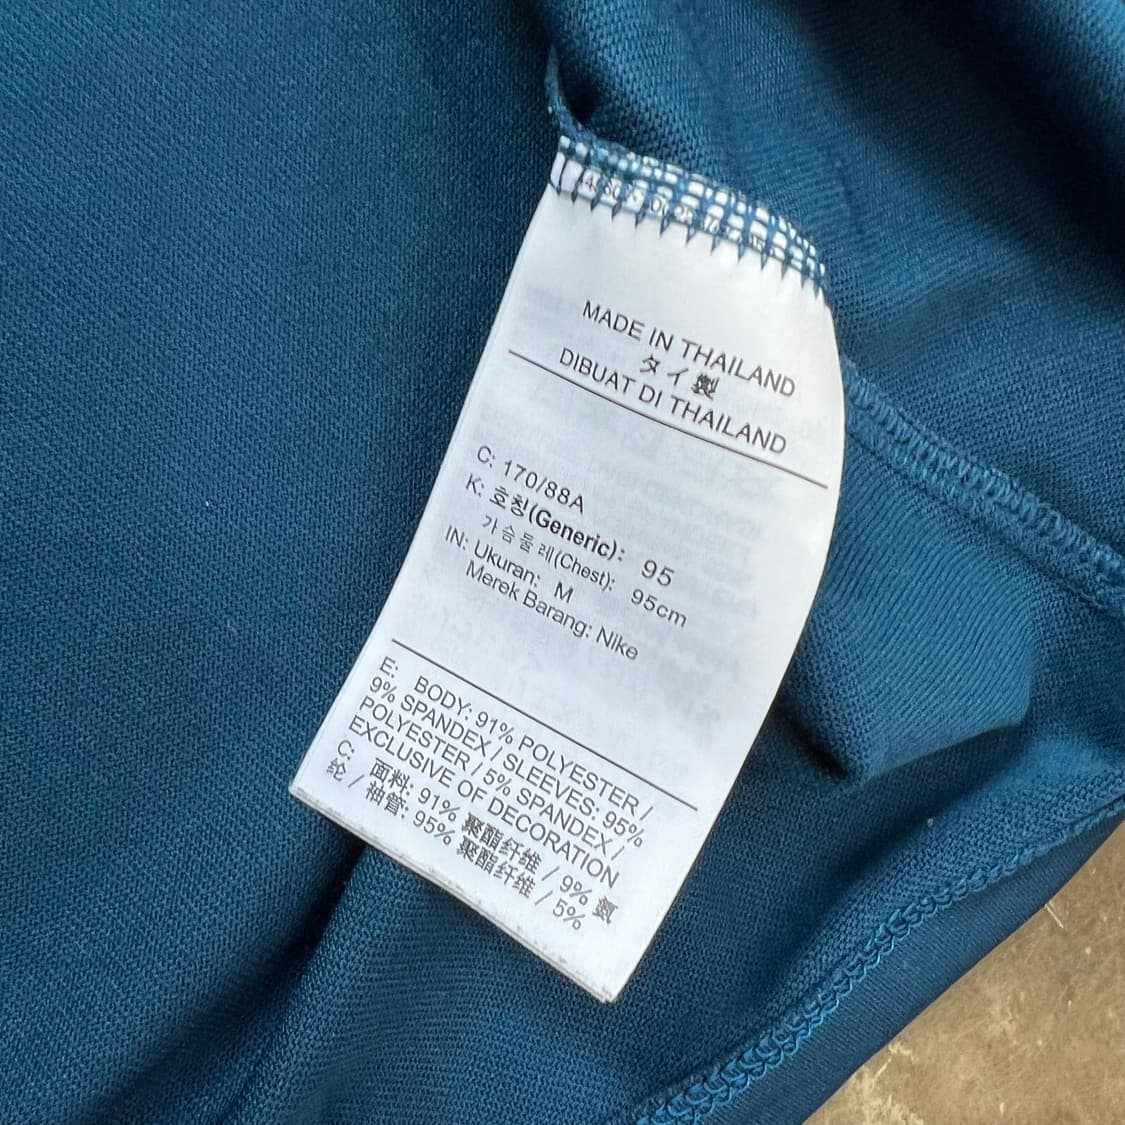 MADE IN THAILAND
タイ製
DIBUAT DI THAILAND
C: 170/88A
K: 호칭(Generic): 95
가슴둘레(Chest): 95cm
IN: Ukuran: M
Merek Barang: Nike
E: BODY: 91% POLYESTER /
9% SPANDEX / SLEEVES: 95%
POLYESTER / 5% SPANDEX /
EXCLUSIVE OF DECORATION
C: 面料: 91% 聚酯纤维 / 9% 氨
纶 / 袖管: 95% 聚酯纤维 / 5%